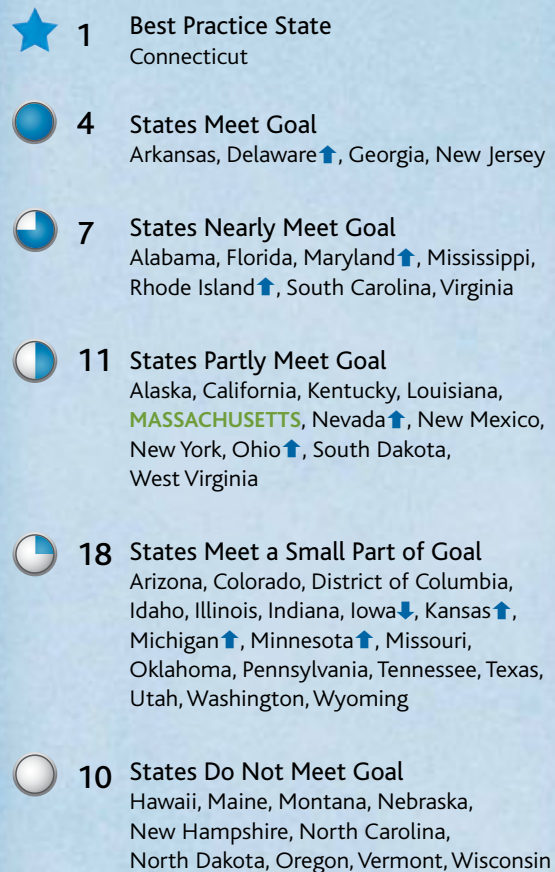 1 Best Practice State
Connecticut
4 States Meet Goal
Arkansas, Delaware⬆, Georgia, New Jersey
7 States Nearly Meet Goal
Alabama, Florida, Maryland⬆, Mississippi,
Rhode Island⬆, South Carolina, Virginia
11 States Partly Meet Goal
Alaska, California, Kentucky, Louisiana,
MASSACHUSETTS, Nevada⬆, New Mexico,
New York, Ohio⬆, South Dakota,
West Virginia
18 States Meet a Small Part of Goal
Arizona, Colorado, District of Columbia,
Idaho, Illinois, Indiana, Iowa⬇, Kansas⬆,
Michigan⬆, Minnesota⬆, Missouri,
Oklahoma, Pennsylvania, Tennessee, Texas,
Utah, Washington, Wyoming
10 States Do Not Meet Goal
Hawaii, Maine, Montana, Nebraska,
New Hampshire, North Carolina,
North Dakota, Oregon, Vermont, Wisconsin